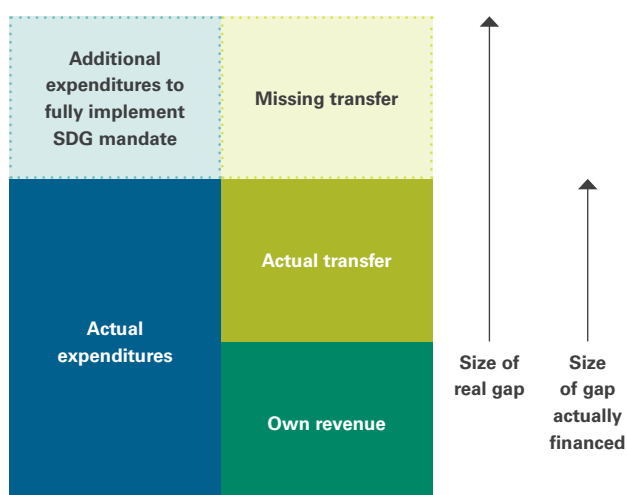 Additional
expenditures to
fully implement
SDG mandate
Missing transfer
Actual transfer
Actual
expenditures
Own revenue
Size of
real gap
Size
of gap
actually
financed